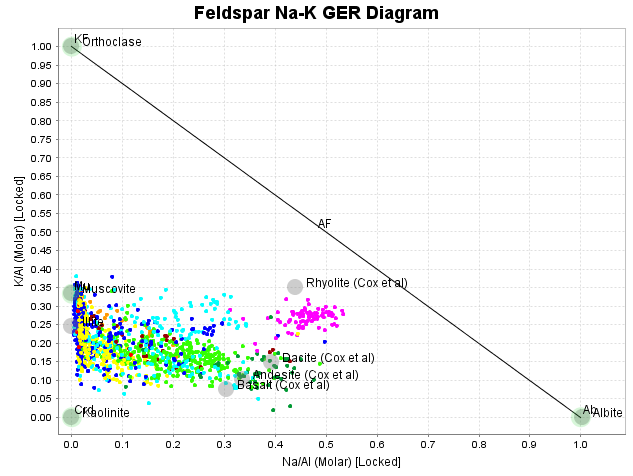 Feldspar Na-K GER Diagram
K/Al (Molar) [Locked]
1.00
0.95
0.90
0.85
0.80
0.75
0.70
0.65
0.60
0.55
0.50
0.45
0.40
0.35
0.30
0.25
0.20
0.15
0.10
0.05
0.00
KF
Orthoclase
AF
Rhyolite (Cox et al)
Muscovite
Dacite (Cox et al)
Andesite (Cox et al)
Basalt (Cox et al)
Crd
Kaolinite
Ab
Albite
0.0 0.1 0.2 0.3 0.4 0.5 0.6 0.7 0.8 0.9 1.0
Na/Al (Molar) [Locked]